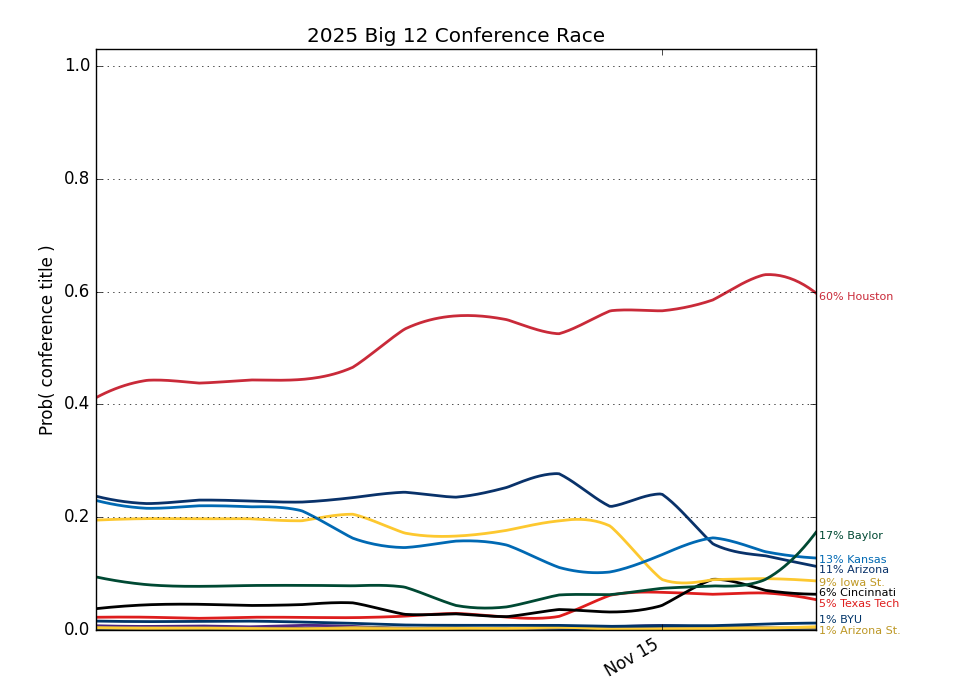 2025 Big 12 Conference Race
1.0
0.8
0.6
0.4
0.2
0.0
Prob( conference title )
Nov 15
60% Houston
17% Baylor
13% Kansas
11% Arizona
9% Iowa St.
6% Cincinnati
5% Texas Tech
1% BYU
1% Arizona St.